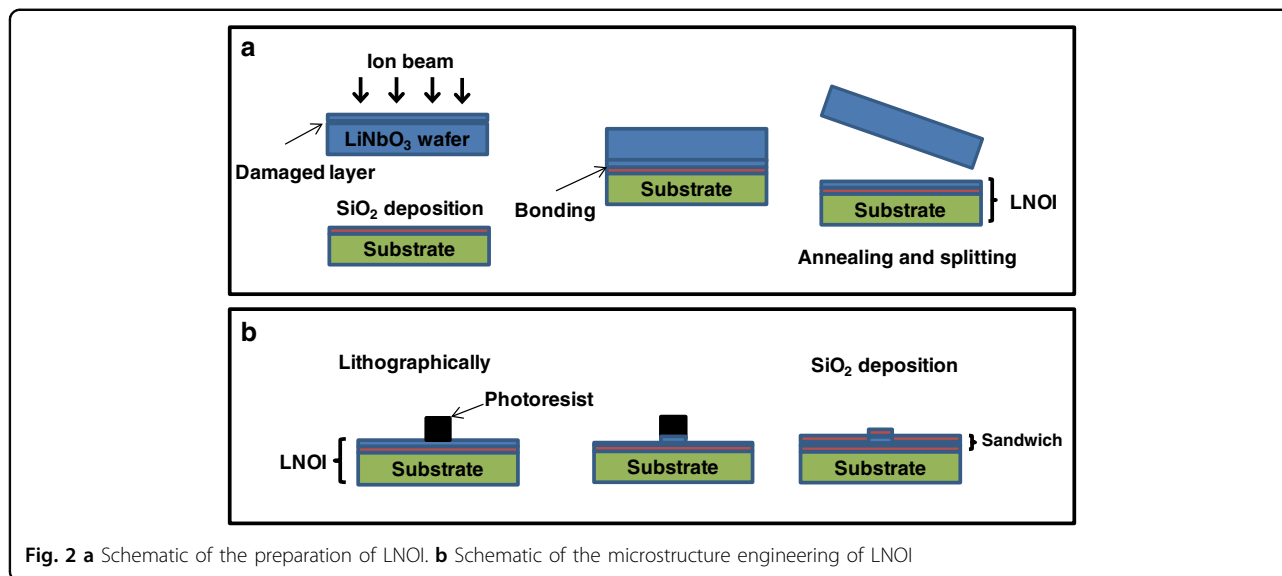 a
Ion beam
LiNbO₃ wafer
Damaged layer
SiO₂ deposition
Substrate
Bonding
Substrate
Substrate
LNOI
Annealing and splitting
b
Lithographically
Photoresist
LNOI
Substrate
Substrate
SiO₂ deposition
Sandwich
Substrate
Fig. 2 a Schematic of the preparation of LNOI. b Schematic of the microstructure engineering of LNOI